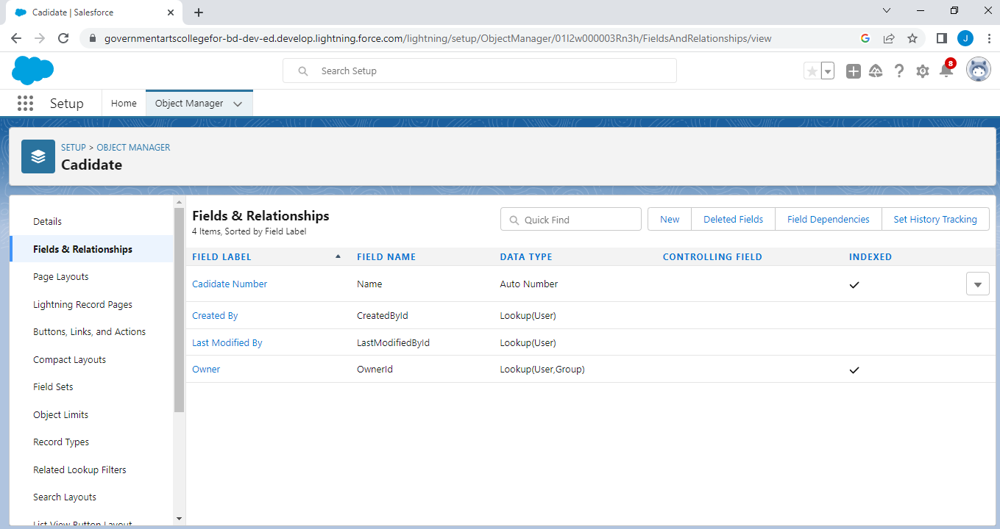 Cadidate | Salesforce
governmentartscollegefor-bd-dev-ed.develop.lightning.force.com/lightning/setup/ObjectManager/01I2w000003Rn3h/FieldsAndRelationships/view
J
Search Setup
8
Setup
Home
Object Manager
SETUP > OBJECT MANAGER
Cadidate
Details
Fields & Relationships
Page Layouts
Lightning Record Pages
Buttons, Links, and Actions
Compact Layouts
Field Sets
Object Limits
Record Types
Related Lookup Filters
Search Layouts
List View Button Layout
Fields & Relationships
4 Items, Sorted by Field Label
Quick Find
New
Deleted Fields
Field Dependencies
Set History Tracking
FIELD LABEL FIELD NAME DATA TYPE CONTROLLING FIELD INDEXED
Cadidate Number Name Auto Number
Created By CreatedById Lookup(User)
Last Modified By LastModifiedById Lookup(User)
Owner OwnerId Lookup(User,Group)